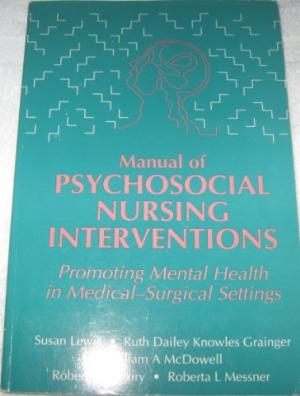 Manual of
PSYCHOSOCIAL
NURSING
INTERVENTIONS
Promoting Mental Health
in Medical-Surgical Settings
Susan • Ruth Dailey Knowles Grainger
A McDowell
• Roberta L Messner